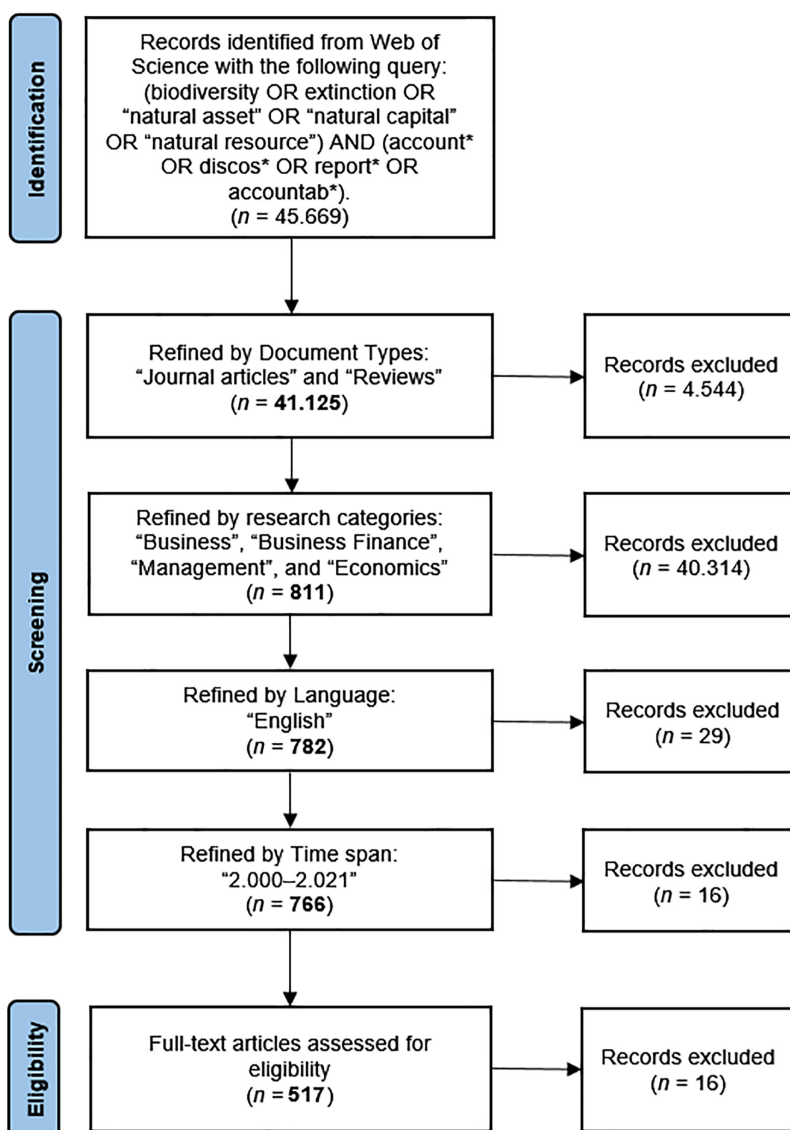 Identification
Records identified from Web of
Science with the following query:
(biodiversity OR extinction OR
“natural asset” OR “natural capital”
OR “natural resource”) AND (account*
OR discos* OR report* OR
accountab*).
(n = 45.669)
Screening
Refined by Document Types:
“Journal articles” and “Reviews”
(n = 41.125)
Records excluded
(n = 4.544)
Refined by research categories:
“Business”, “Business Finance”,
“Management”, and “Economics”
(n = 811)
Records excluded
(n = 40.314)
Refined by Language:
“English”
(n = 782)
Records excluded
(n = 29)
Refined by Time span:
“2.000–2.021”
(n = 766)
Records excluded
(n = 16)
Eligibility
Full-text articles assessed for
eligibility
(n = 517)
Records excluded
(n = 16)